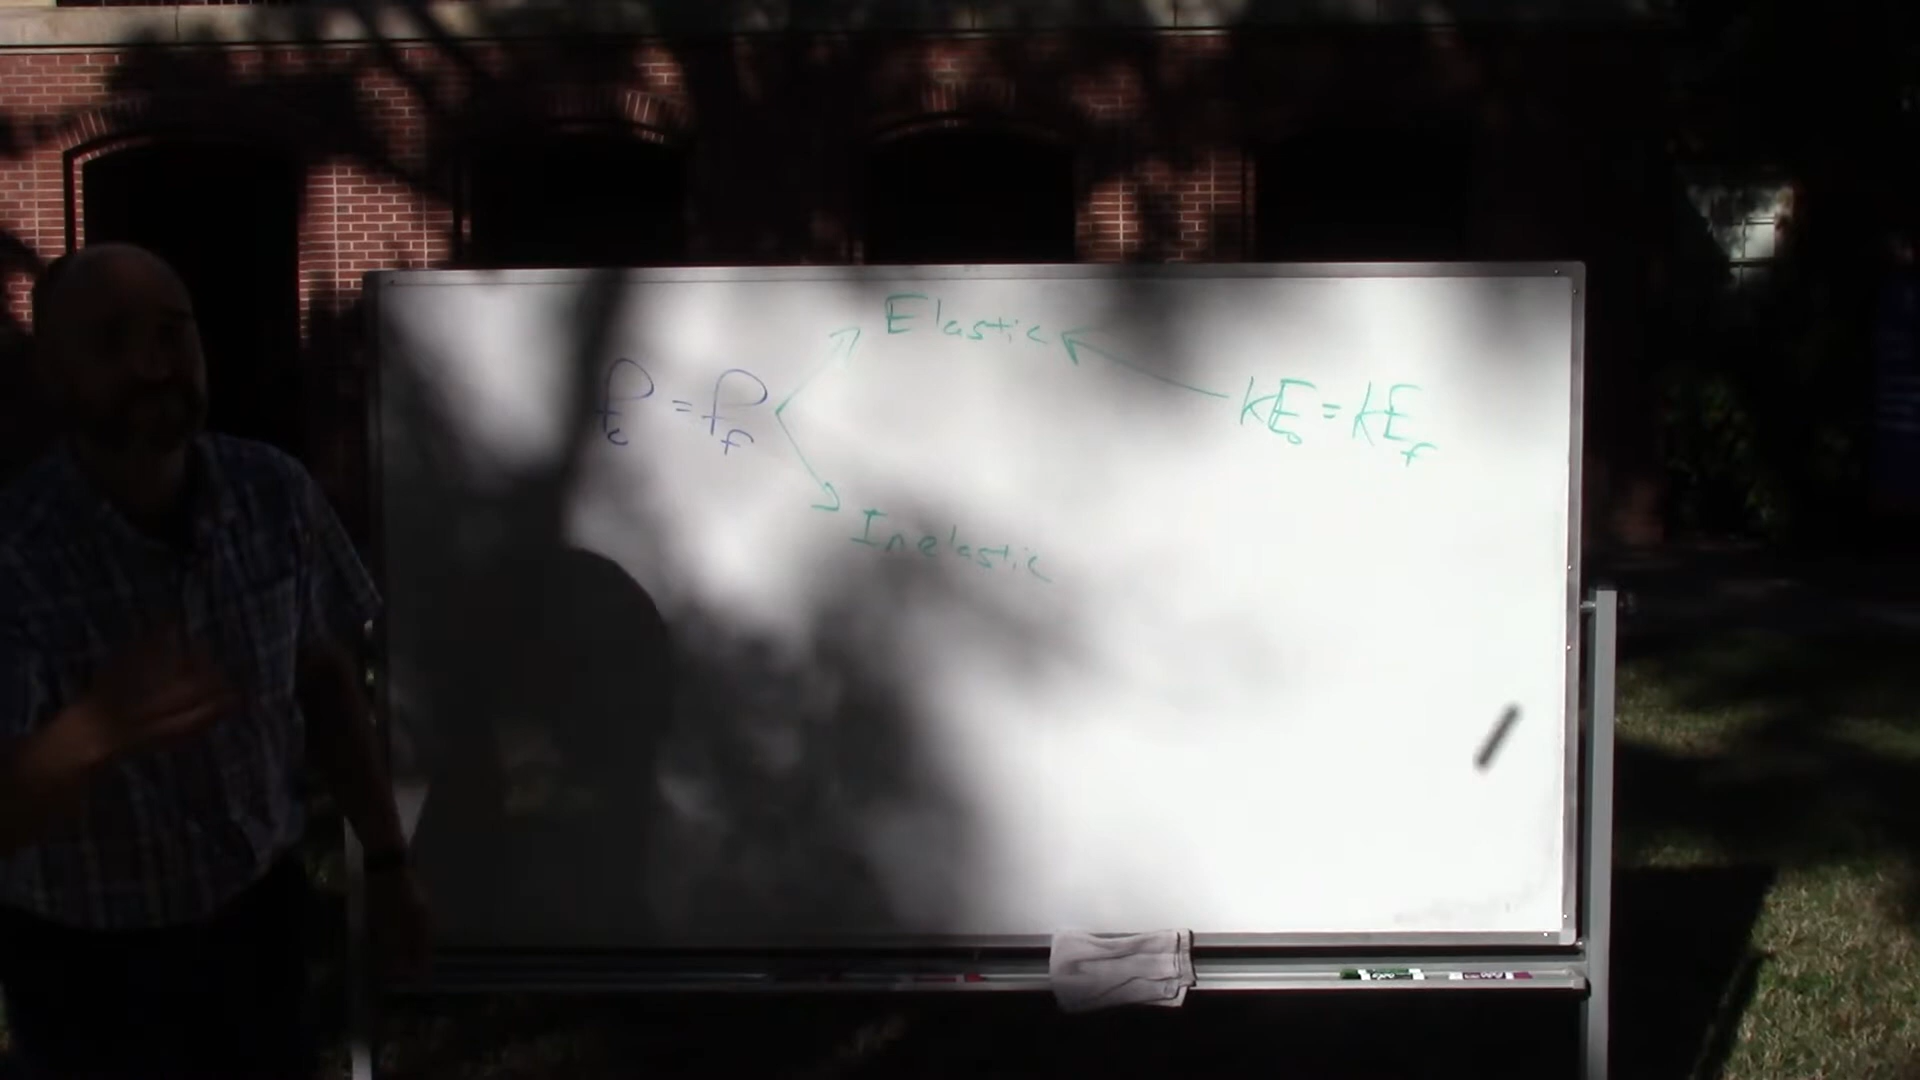 Elastic
P₀ = P_f
KE₀ = KE_f
Inelastic